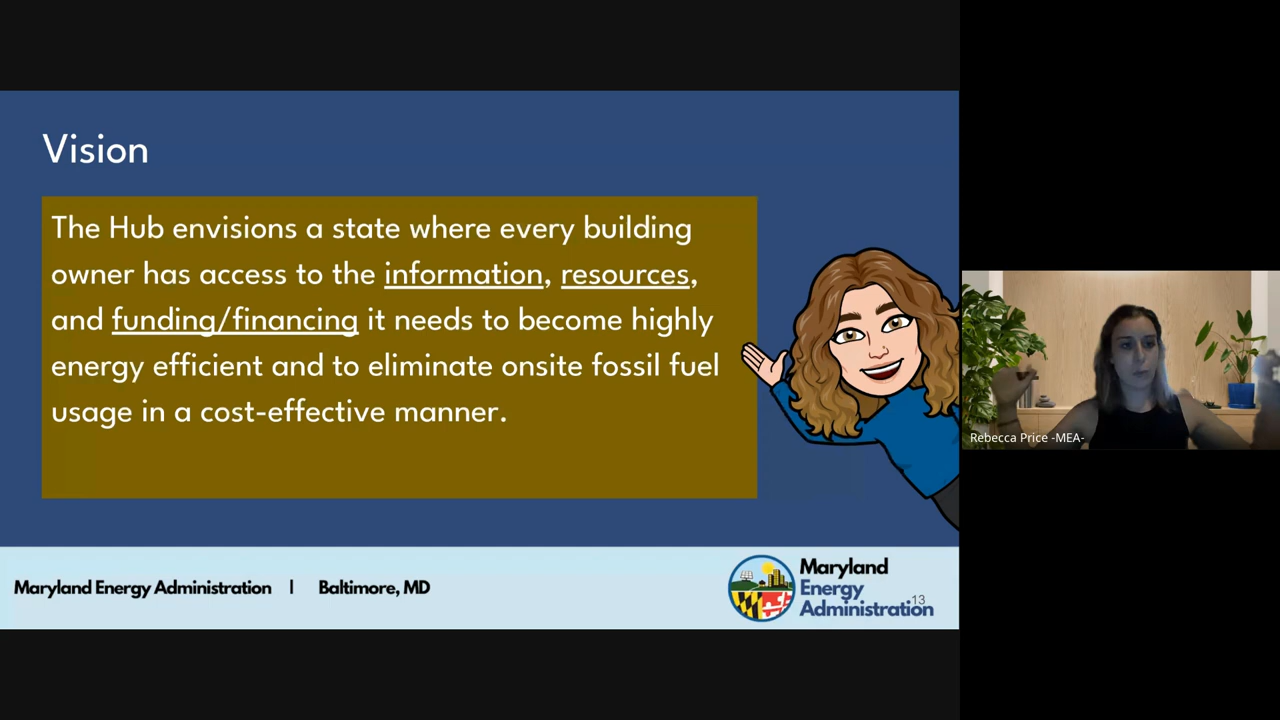 Vision
The Hub envisions a state where every building
owner has access to the information, resources,
and funding/financing it needs to become highly
energy efficient and to eliminate onsite fossil fuel
usage in a cost-effective manner.
Rebecca Price -MEA-
Maryland Energy Administration | Baltimore, MD
Maryland
Energy
Administration
13